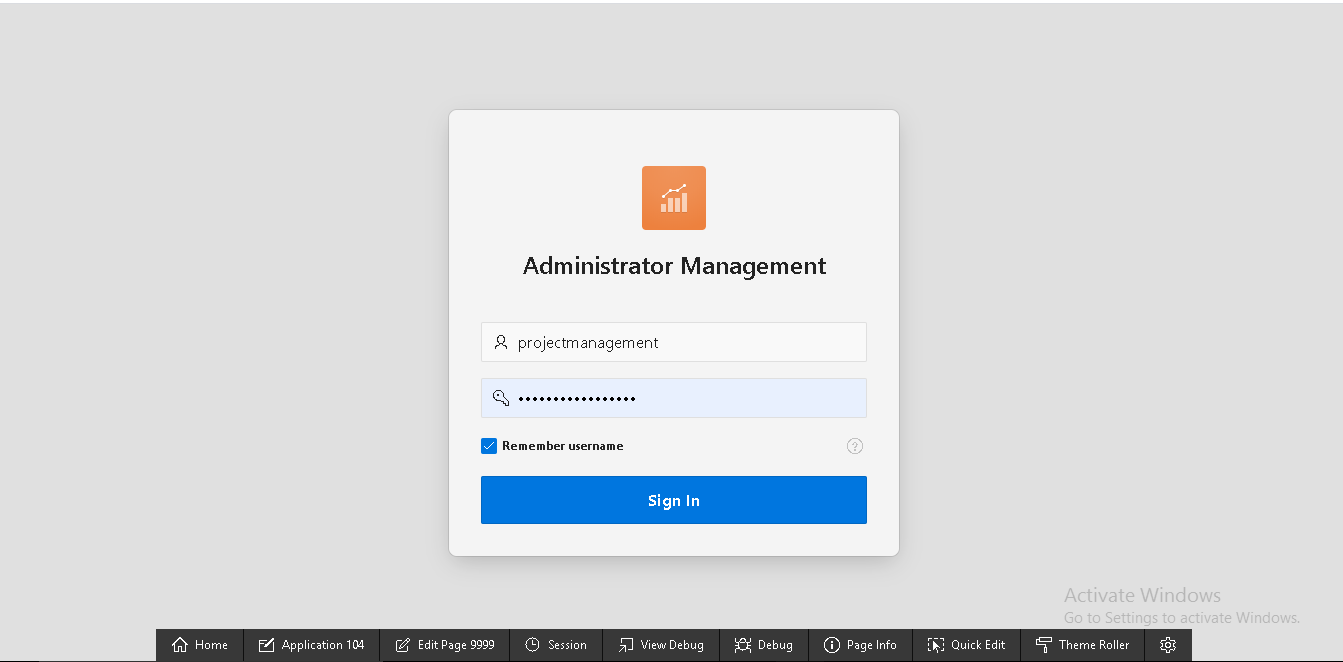 Administrator Management
projectmanagement
•••••••••••••••••
Remember username
?
Sign In
Activate Windows
Go to Settings to activate Windows.
Home Application 104 Edit Page 9999 Session View Debug Debug Page Info Quick Edit Theme Roller